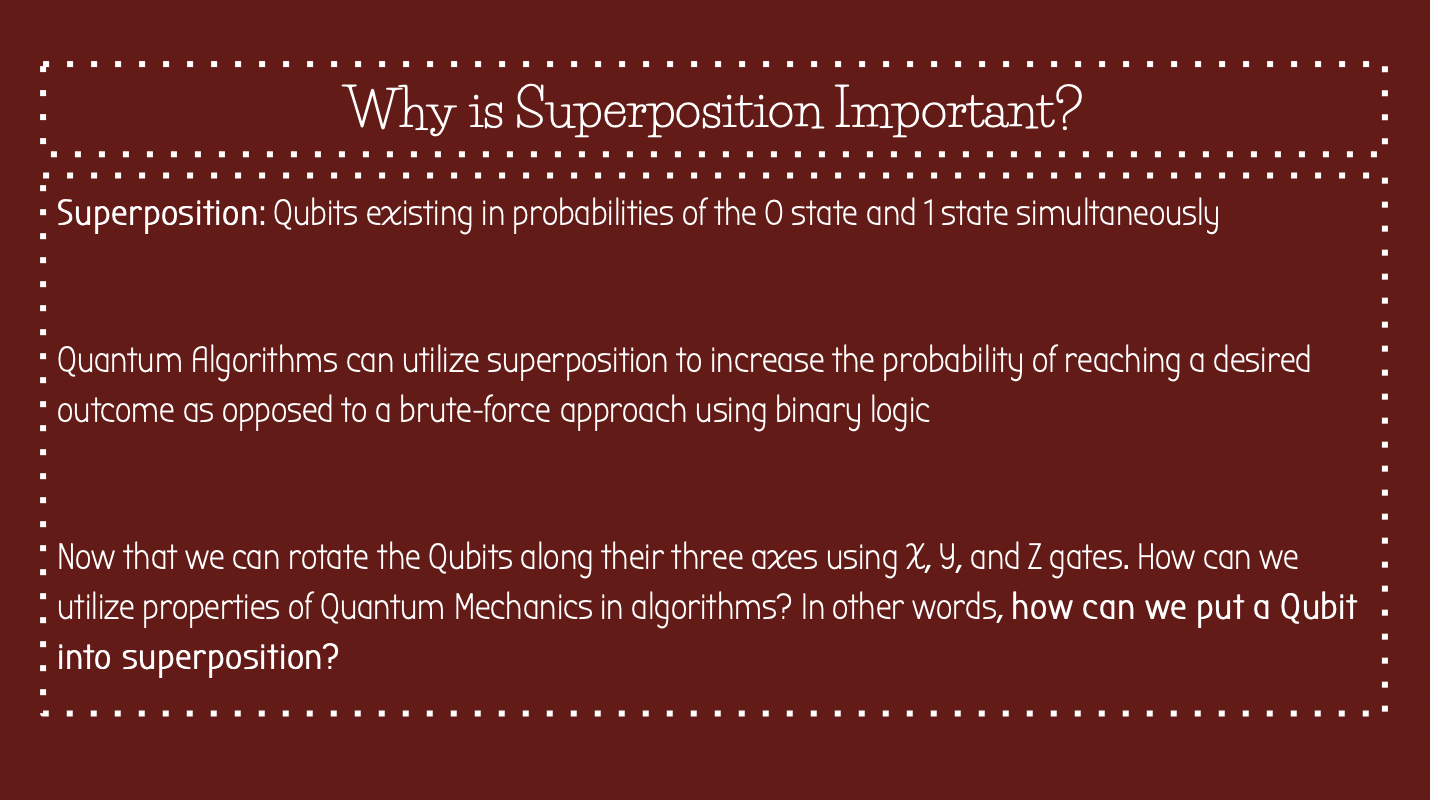 Why is Superposition Important?
Superposition: Qubits existing in probabilities of the 0 state and 1 state simultaneously
Quantum Algorithms can utilize superposition to increase the probability of reaching a desired
outcome as opposed to a brute-force approach using binary logic
Now that we can rotate the Qubits along their three axes using X, Y, and Z gates. How can we
utilize properties of Quantum Mechanics in algorithms? In other words, how can we put a Qubit
into superposition?